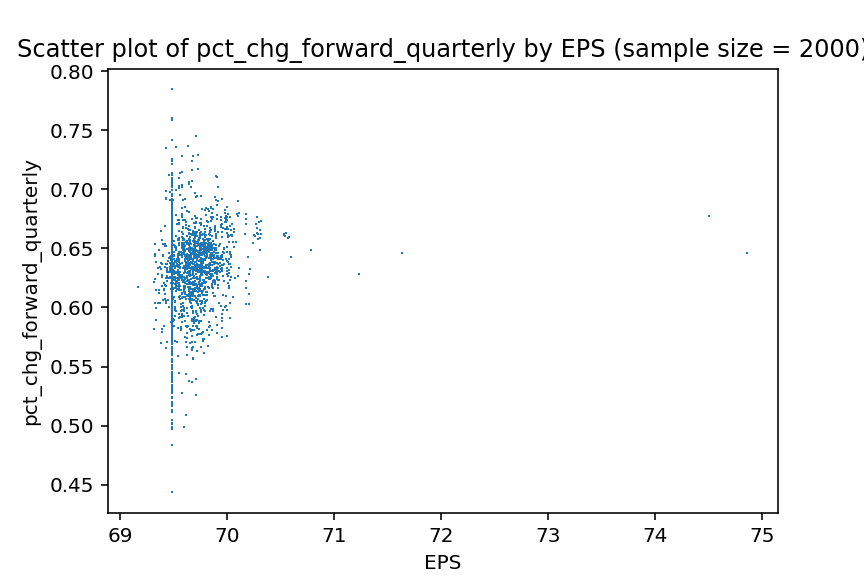 Scatter plot of pct_chg_forward_quarterly by EPS (sample size = 2000)
0.80
0.75
0.70
0.65
0.60
0.55
0.50
0.45
pct_chg_forward_quarterly
69 70 71 72 73 74 75
EPS